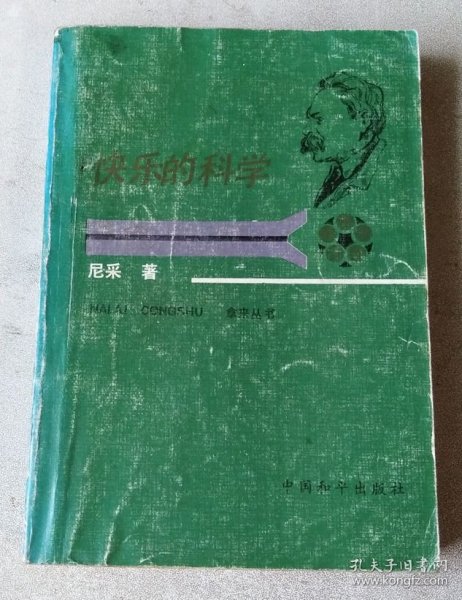 快乐的科学
尼采 著
NALAI CONGSHU 拿来丛书
中国和平出版社
孔夫子旧书网
www.kongfz.com